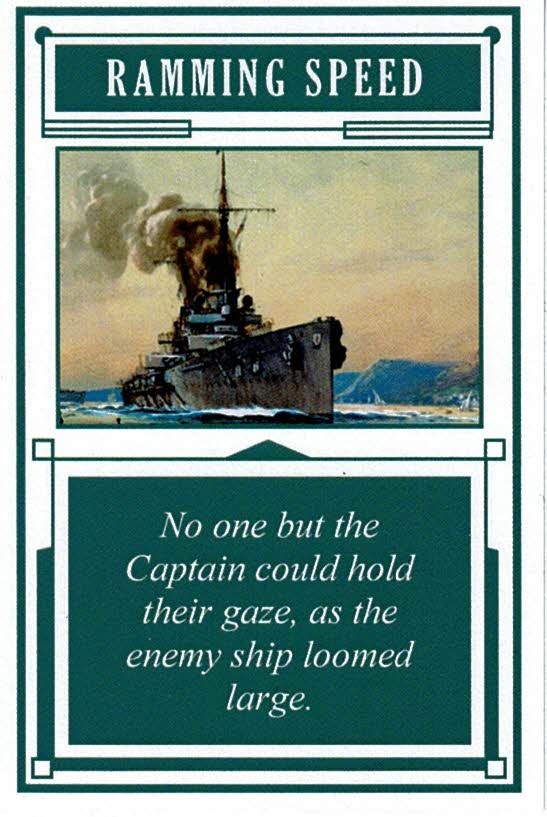 RAMMING SPEED
No one but the
Captain could hold
their gaze, as the
enemy ship loomed
large.